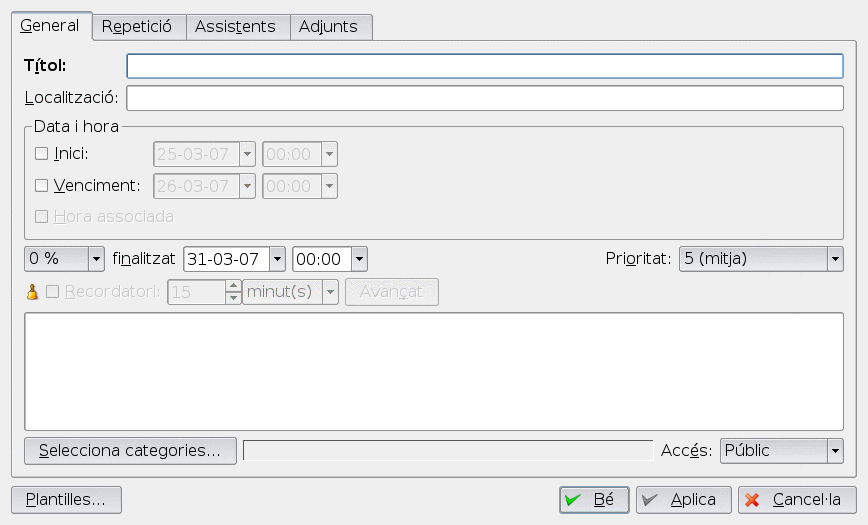 General Repetició Assistents Adjunts
Títol:
Localització:
Data i hora
Inici: 25-03-07 00:00
Venciment: 26-03-07 00:00
Hora associada
0 % finalitzat 31-03-07 00:00 Prioritat: 5 (mitja)
Recordatori: 15 minut(s) Avançat
Selecciona categories... Accés: Públic
Plantilles... Bé Aplica Cancel·la